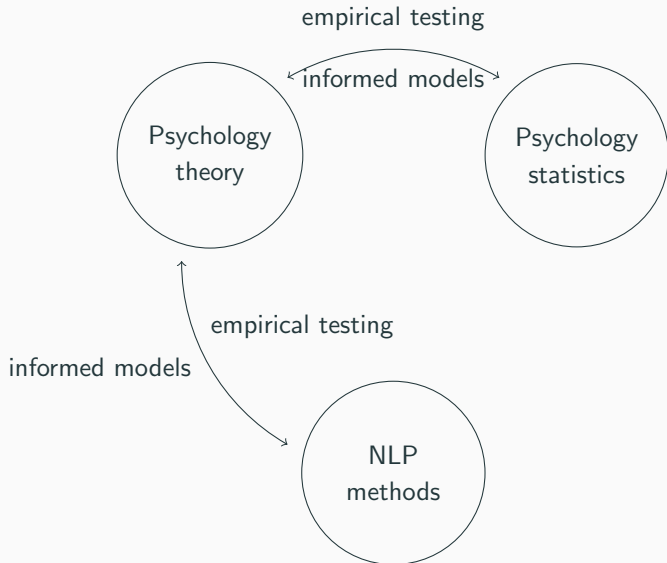 empirical testing
informed models
Psychology
theory
Psychology
statistics
empirical testing
informed models
NLP
methods